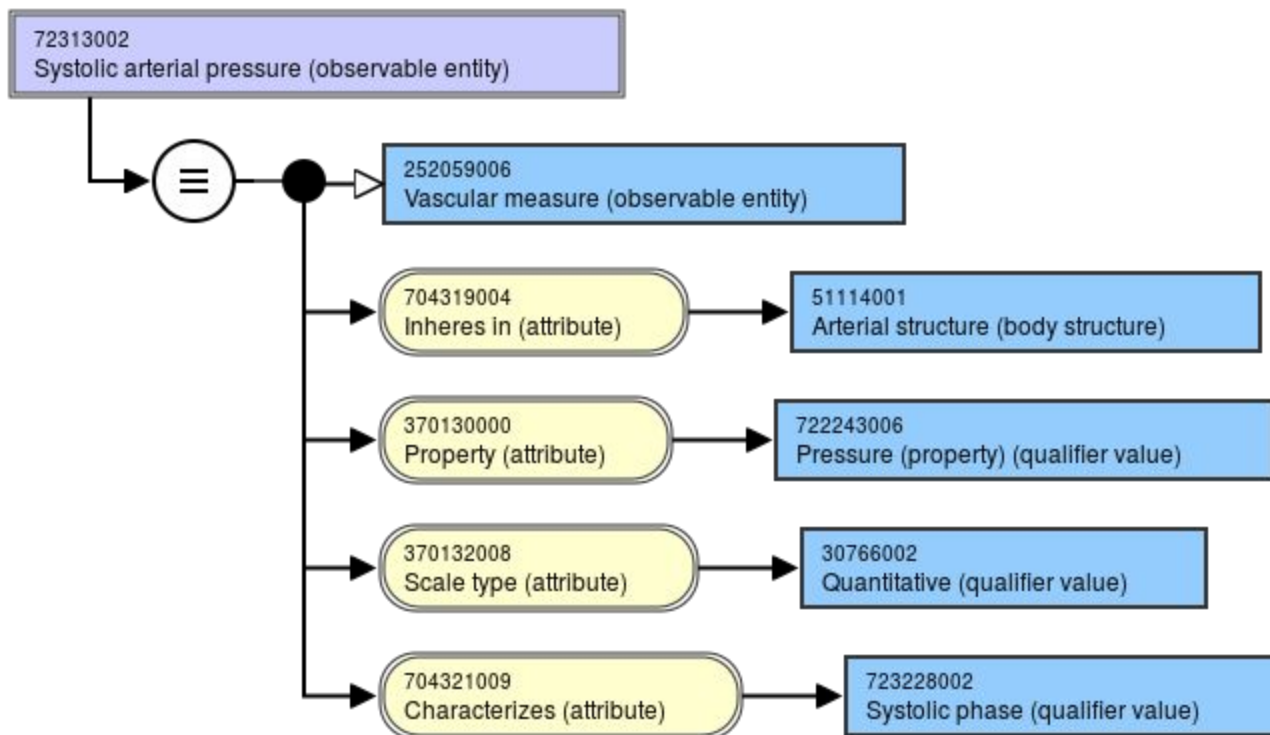 72313002
Systolic arterial pressure (observable entity)
252059006
Vascular measure (observable entity)
704319004
Inheres in (attribute)
51114001
Arterial structure (body structure)
370130000
Property (attribute)
722243006
Pressure (property) (qualifier value)
370132008
Scale type (attribute)
30766002
Quantitative (qualifier value)
704321009
Characterizes (attribute)
723228002
Systolic phase (qualifier value)